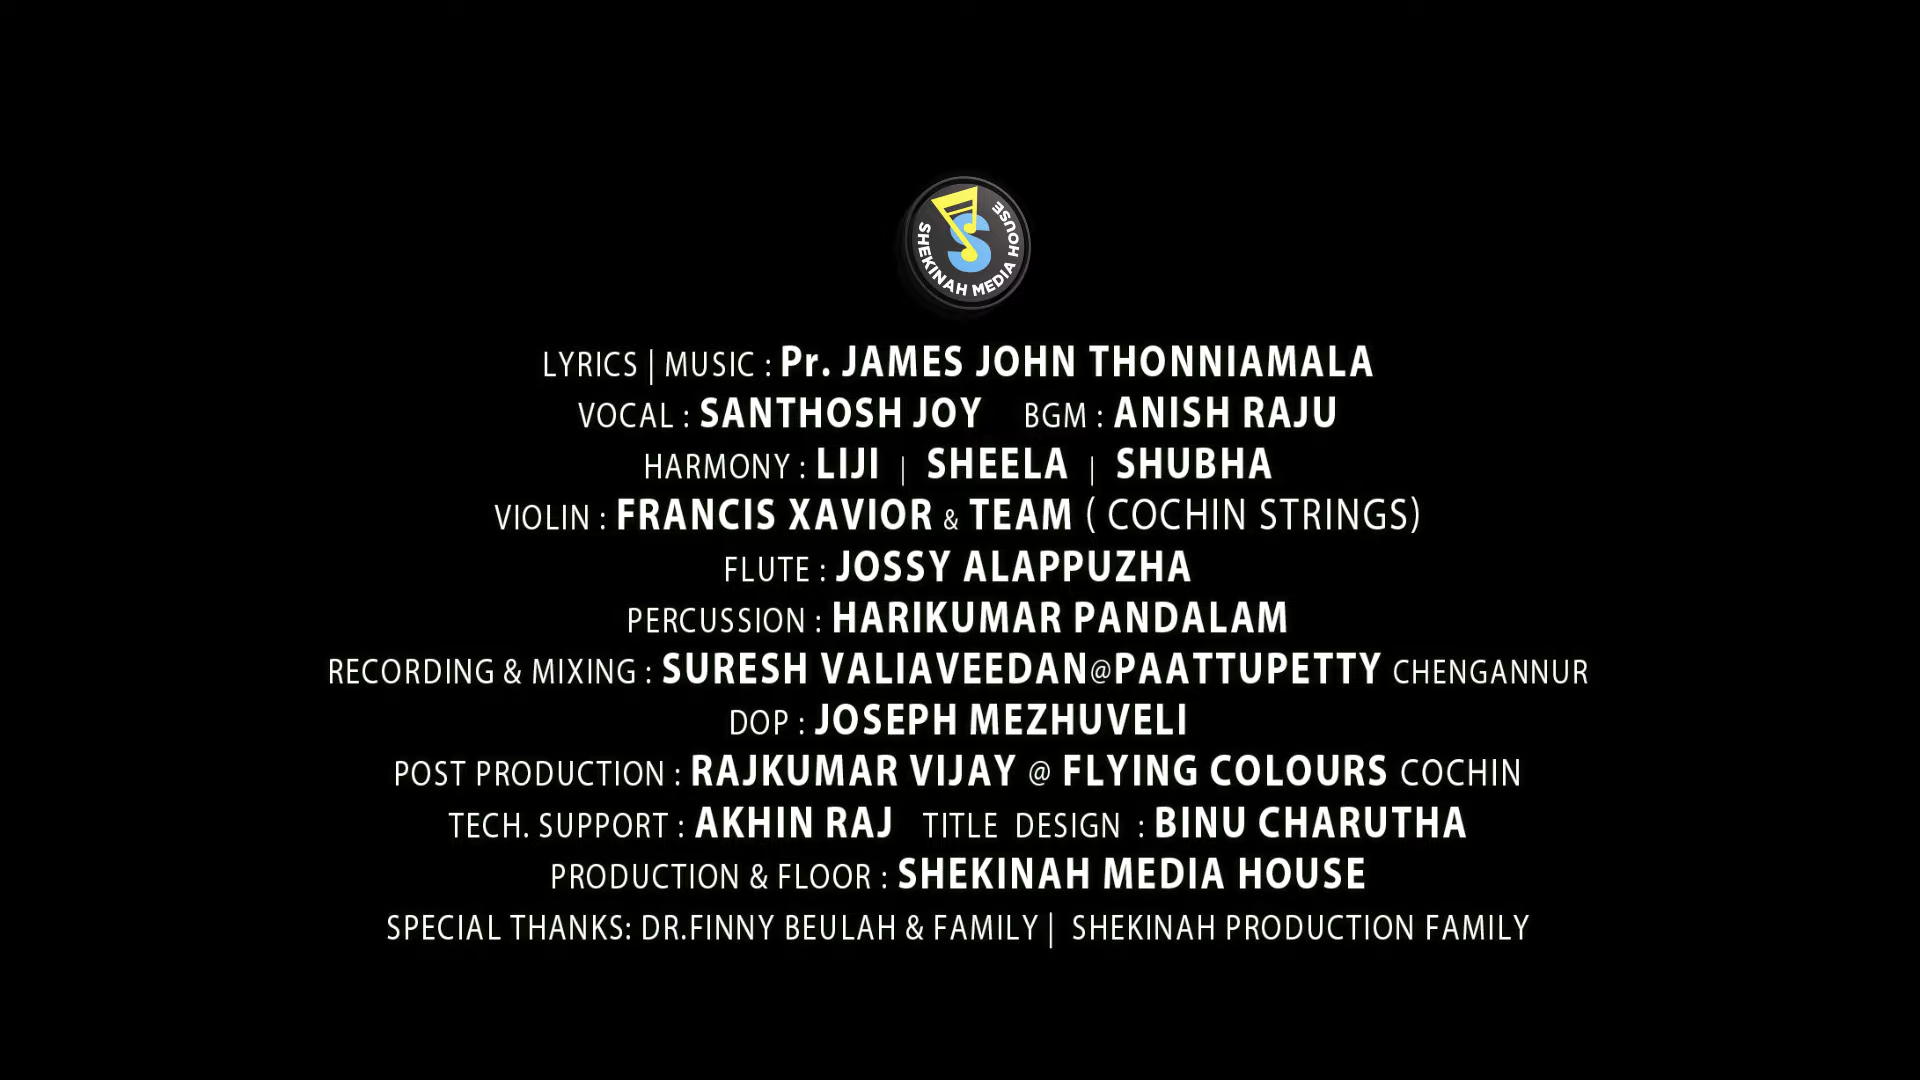 SHEKINAH MEDIA HOUSE
LYRICS | MUSIC : Pr. JAMES JOHN THONNIAMALA
VOCAL : SANTHOSH JOY BGM : ANISH RAJU
HARMONY : LIJI | SHEELA | SHUBHA
VIOLIN : FRANCIS XAVIOR & TEAM ( COCHIN STRINGS)
FLUTE : JOSSY ALAPPUZHA
PERCUSSION : HARIKUMAR PANDALAM
RECORDING & MIXING : SURESH VALIAVEEDAN@PAATTUPETTY CHENGANNUR
DOP : JOSEPH MEZHUVELI
POST PRODUCTION : RAJKUMAR VIJAY @ FLYING COLOURS COCHIN
TECH. SUPPORT : AKHIN RAJ TITLE DESIGN : BINU CHARUTHA
PRODUCTION & FLOOR : SHEKINAH MEDIA HOUSE
SPECIAL THANKS: DR.FINNY BEULAH & FAMILY | SHEKINAH PRODUCTION FAMILY